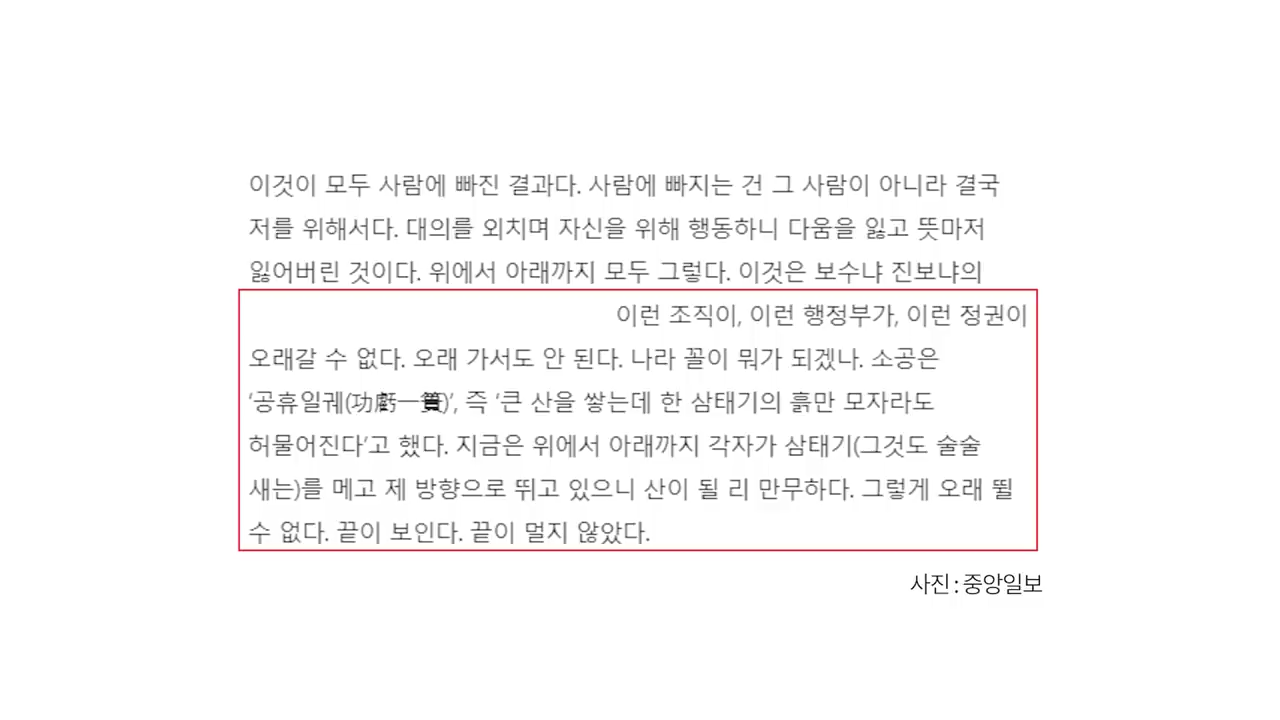 이것이 모두 사람에 빠진 결과다. 사람에 빠지는 건 그 사람이 아니라 결국
저를 위해서다. 대의를 외치며 자신을 위해 행동하니 다움을 잃고 뜻마저
잃어버린 것이다. 위에서 아래까지 모두 그렇다. 이것은 보수냐 진보냐의
이런 조직이, 이런 행정부가, 이런 정권이
오래갈 수 없다. 오래 가서도 안 된다. 나라 꼴이 뭐가 되겠나. 소공은
‘공휴일궤(功虧一簣)’, 즉 ‘큰 산을 쌓는데 한 삼태기의 흙만 모자라도
허물어진다’고 했다. 지금은 위에서 아래까지 각자가 삼태기(그것도 술술
새는)를 메고 제 방향으로 뛰고 있으니 산이 될 리 만무하다. 그렇게 오래 뛸
수 없다. 끝이 보인다. 끝이 멀지 않았다.
사진 : 중앙일보